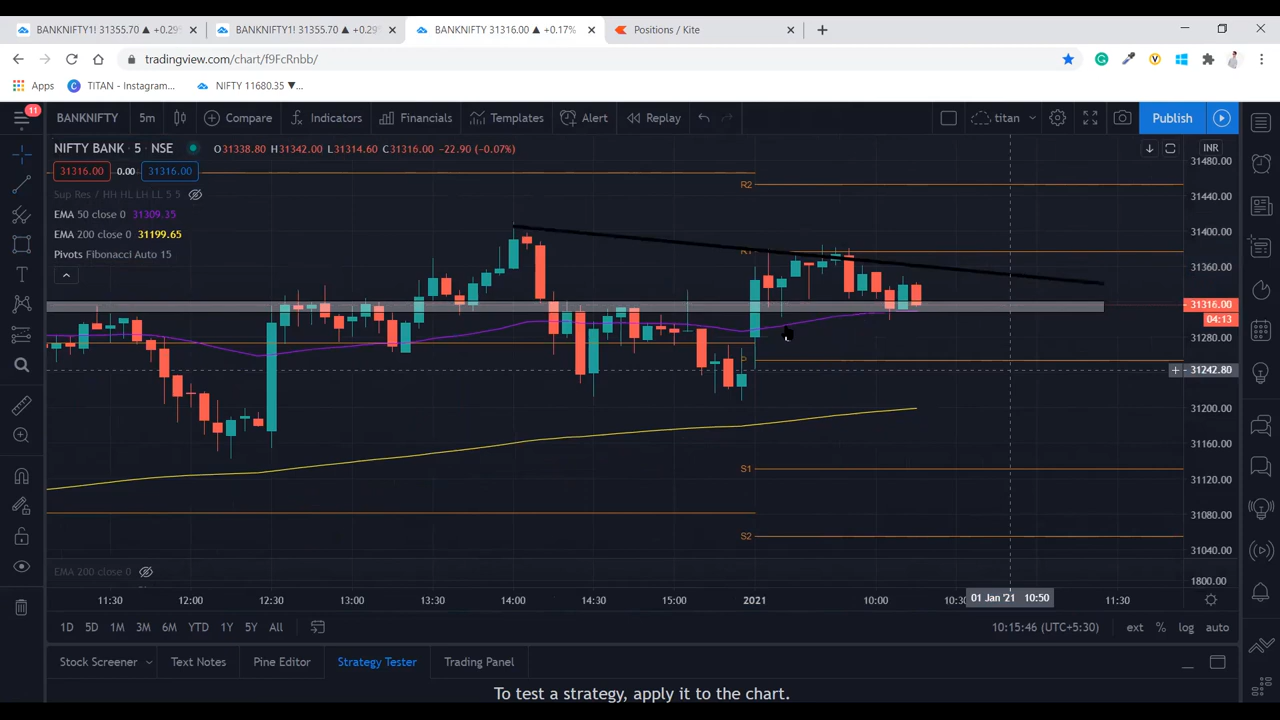 BANKNIFTY1! 31355.70 ▲ +0.29%
BANKNIFTY1! 31355.70 ▲ +0.29%
BANKNIFTY 31316.00 ▲ +0.17%
Positions / Kite
tradingview.com/chart/f9FcRnbb/
Apps
TITAN - Instagram...
NIFTY 11680.35 ▼...
11
BANKNIFTY
5m
Compare
Indicators
Financials
Templates
Alert
Replay
titan
Publish
NIFTY BANK · 5 · NSE
O31338.80 H31342.00 L31314.60 C31316.00 −22.90 (−0.07%)
INR
31316.00
0.00
31316.00
Sup Res / HH HL LH LL 5 5
EMA 50 close 0 31309.35
EMA 200 close 0 31199.65
Pivots Fibonacci Auto 15
R2
R1
P
S1
S2
31480.00
31440.00
31400.00
31360.00
31316.00
04:13
31280.00
31242.80
31200.00
31160.00
31120.00
31080.00
31040.00
1800.00
EMA 200 close 0
11:30
12:00
12:30
13:00
13:30
14:00
14:30
15:00
2021
10:00
10:30
01 Jan '21 10:50
11:30
1D
5D
1M
3M
6M
YTD
1Y
5Y
All
10:15:46 (UTC+5:30)
ext
%
log
auto
Stock Screener
Text Notes
Pine Editor
Strategy Tester
Trading Panel
To test a strategy, apply it to the chart.